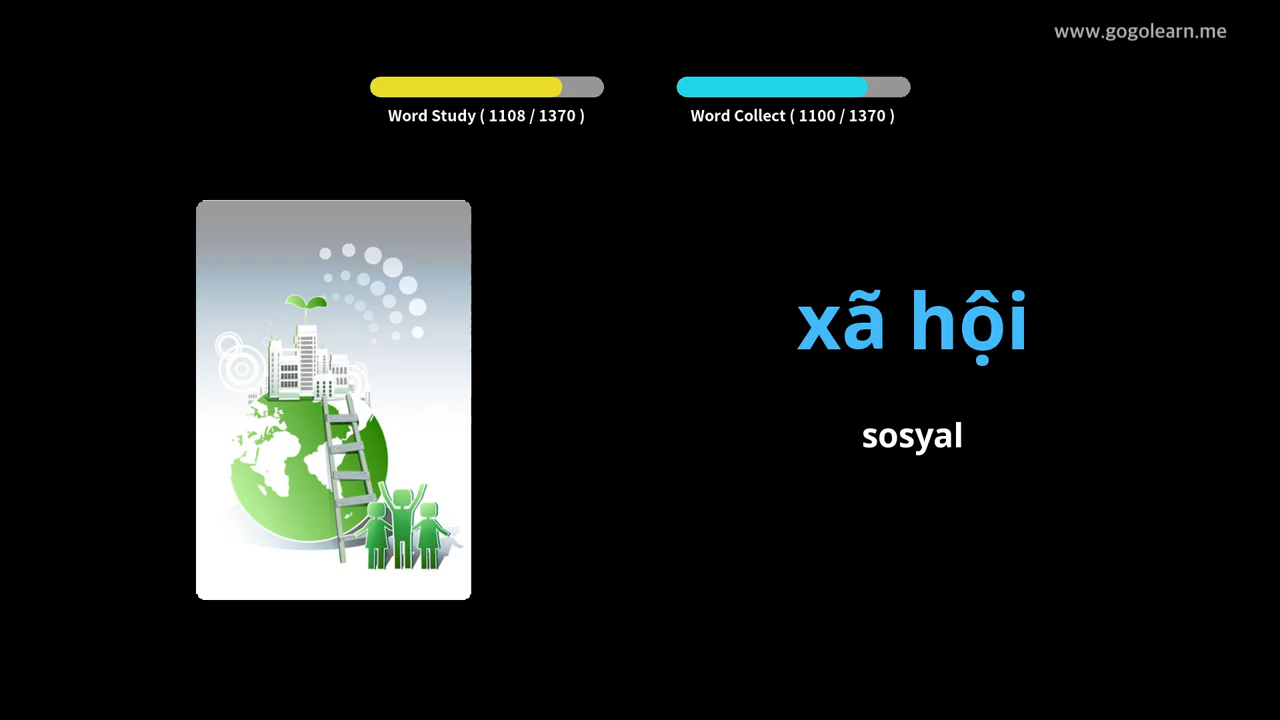 www.gogolearn.me
Word Study ( 1108 / 1370 )
Word Collect ( 1100 / 1370 )
xã hội
sosyal